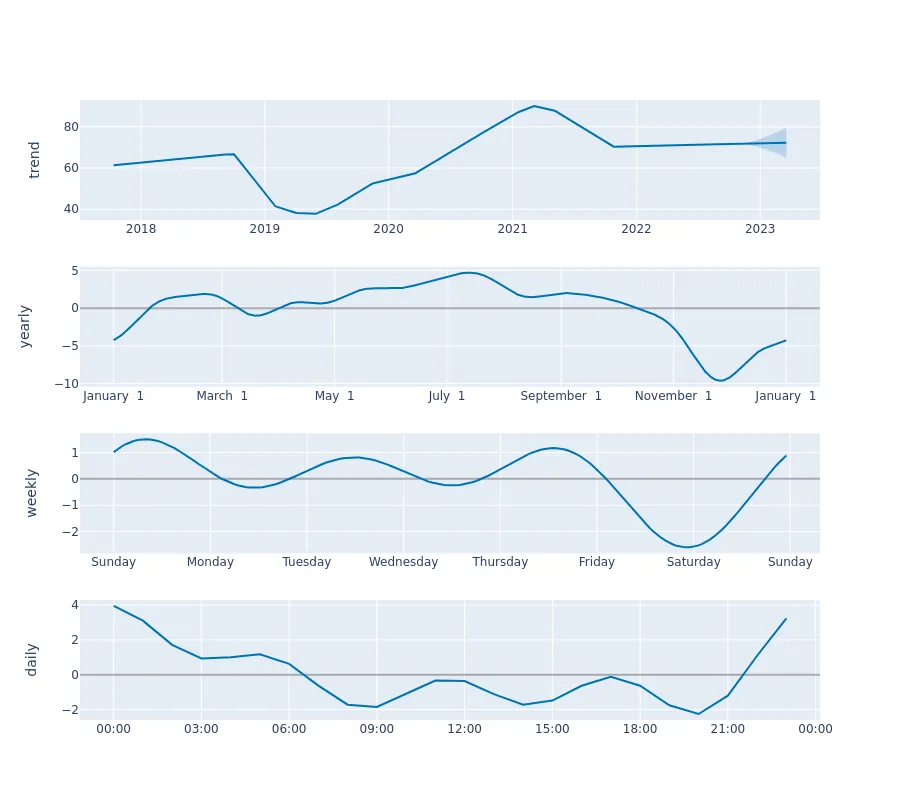 trend
80
60
40
2018 2019 2020 2021 2022 2023
yearly
5
0
−5
−10
January 1 March 1 May 1 July 1 September 1 November 1 January 1
weekly
1
0
−1
−2
Sunday Monday Tuesday Wednesday Thursday Friday Saturday Sunday
daily
4
2
0
−2
00:00 03:00 06:00 09:00 12:00 15:00 18:00 21:00 00:00